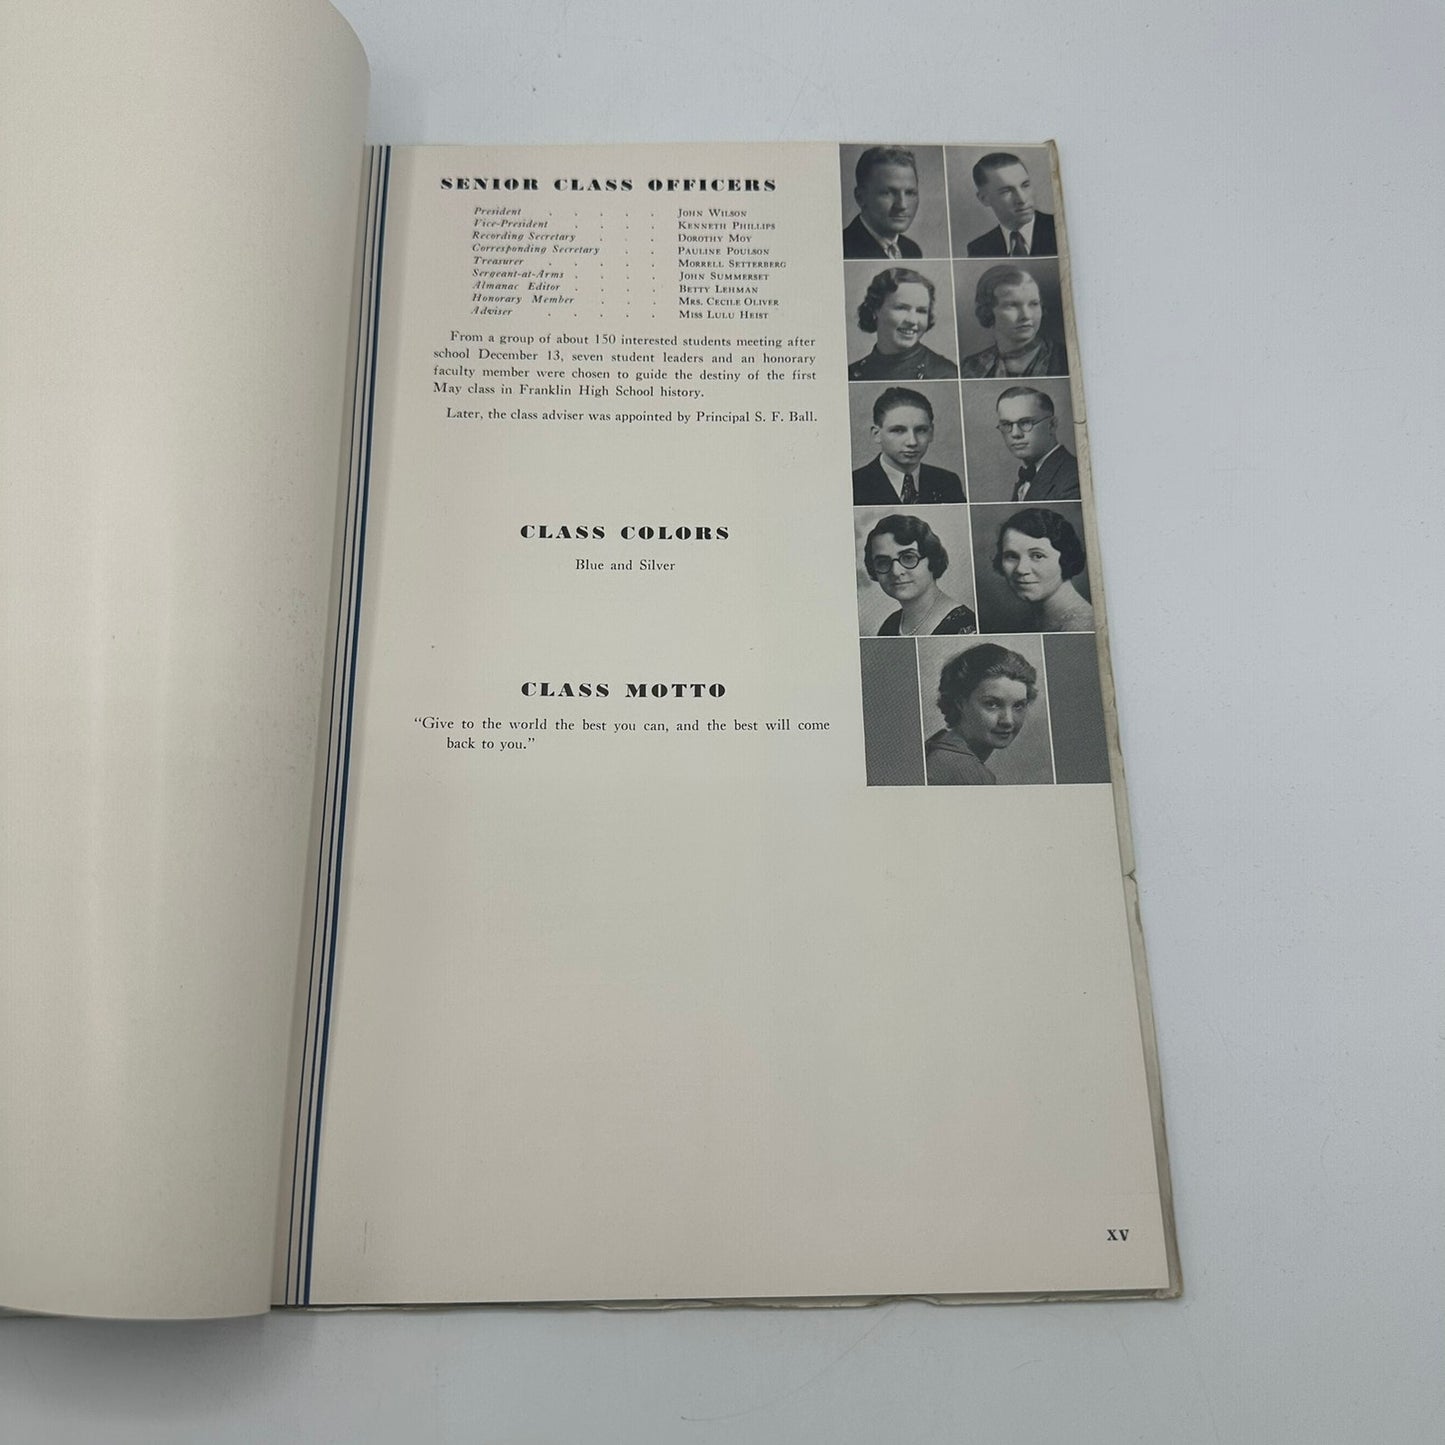 SENIOR CLASS OFFICERS
President . . . . . JOHN WILSON
Vice-President . . . . KENNETH PHILLIPS
Recording Secretary . . . DOROTHY MOY
Corresponding Secretary . . PAULINE POULSON
Treasurer . . . . . MORRELL SETTERBERG
Sergeant-at-Arms . . . . JOHN SUMMERSET
Almanac Editor . . . . BETTY LEHMAN
Honorary Member . . . MRS. CECILE OLIVER
Adviser . . . . . MISS LULU HEIST
From a group of about 150 interested students meeting after
school December 13, seven student leaders and an honorary
faculty member were chosen to guide the destiny of the first
May class in Franklin High School history.
Later, the class adviser was appointed by Principal S. F. Ball.
CLASS COLORS
Blue and Silver
CLASS MOTTO
“Give to the world the best you can, and the best will come
back to you.”
XV